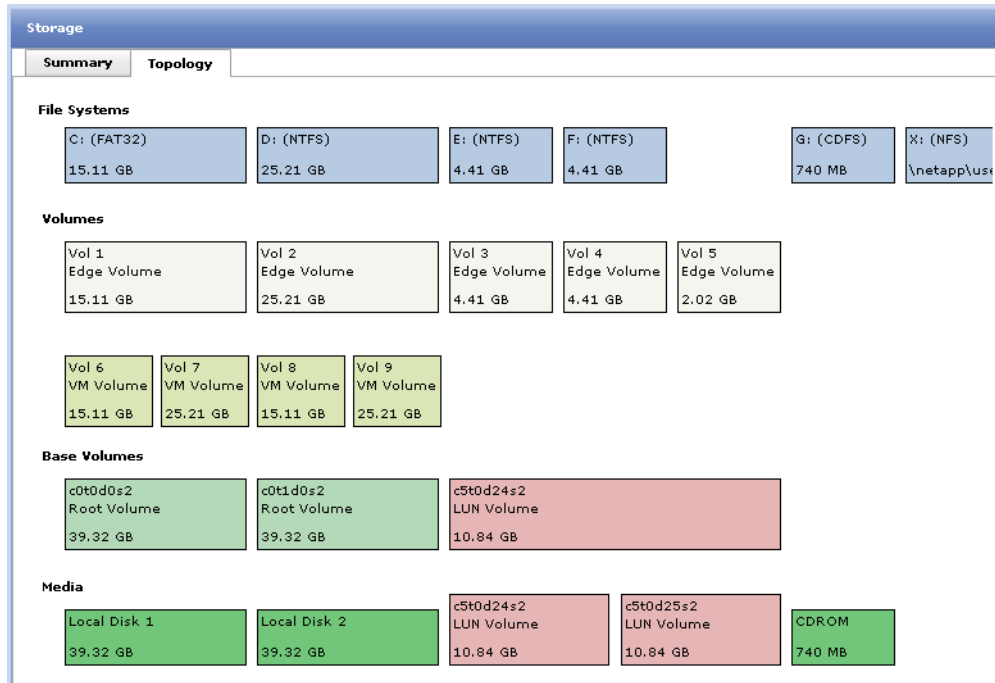 Storage
Summary Topology
File Systems
C: (FAT32) D: (NTFS) E: (NTFS) F: (NTFS) G: (CDFS) X: (NFS)
15.11 GB 25.21 GB 4.41 GB 4.41 GB 740 MB \netapp\use
Volumes
Vol 1 Vol 2 Vol 3 Vol 4 Vol 5
Edge Volume Edge Volume Edge Volume Edge Volume Edge Volume
15.11 GB 25.21 GB 4.41 GB 4.41 GB 2.02 GB
Vol 6 Vol 7 Vol 8 Vol 9
VM Volume VM Volume VM Volume VM Volume
15.11 GB 25.21 GB 15.11 GB 25.21 GB
Base Volumes
c0t0d0s2 c0t1d0s2 c5t0d24s2
Root Volume Root Volume LUN Volume
39.32 GB 39.32 GB 10.84 GB
Media
c5t0d24s2 c5t0d25s2
Local Disk 1 Local Disk 2 LUN Volume LUN Volume CDROM
39.32 GB 39.32 GB 10.84 GB 10.84 GB 740 MB